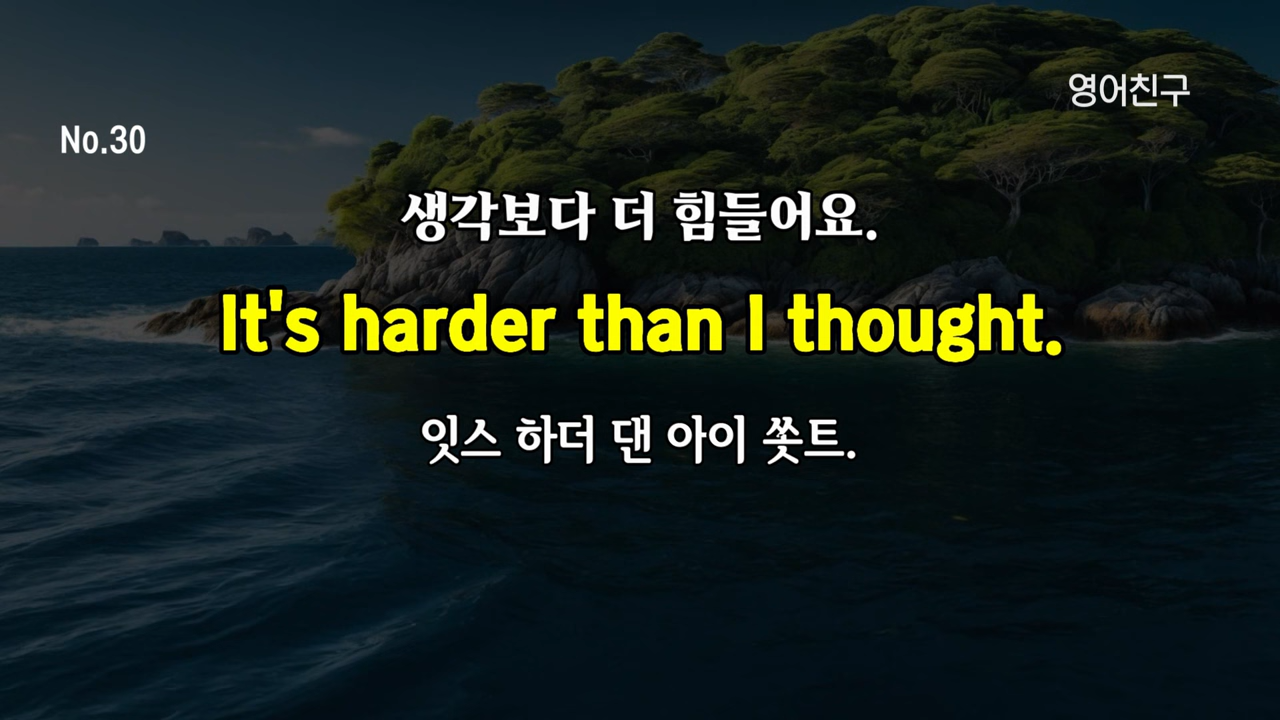 영어친구
No.30
생각보다 더 힘들어요.
It's harder than I thought.
잇스 하더 댄 아이 쏫트.